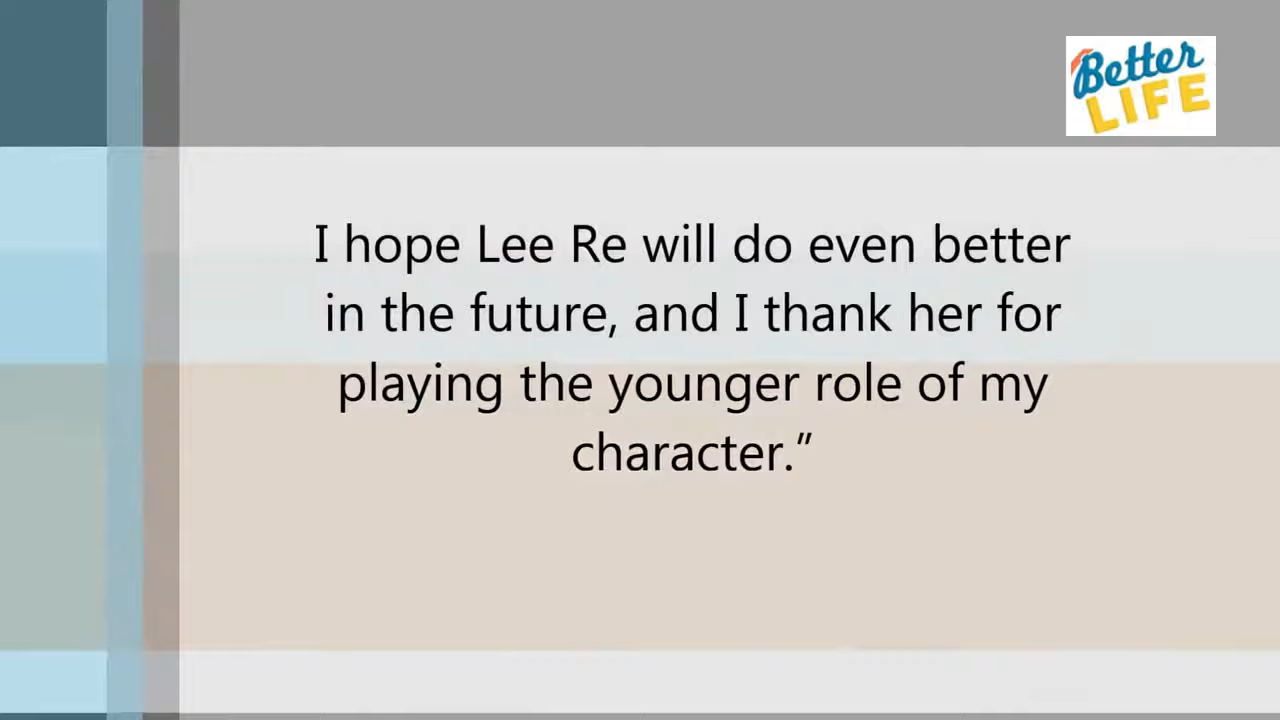 Better
LIFE
I hope Lee Re will do even better
in the future, and I thank her for
playing the younger role of my
character.”